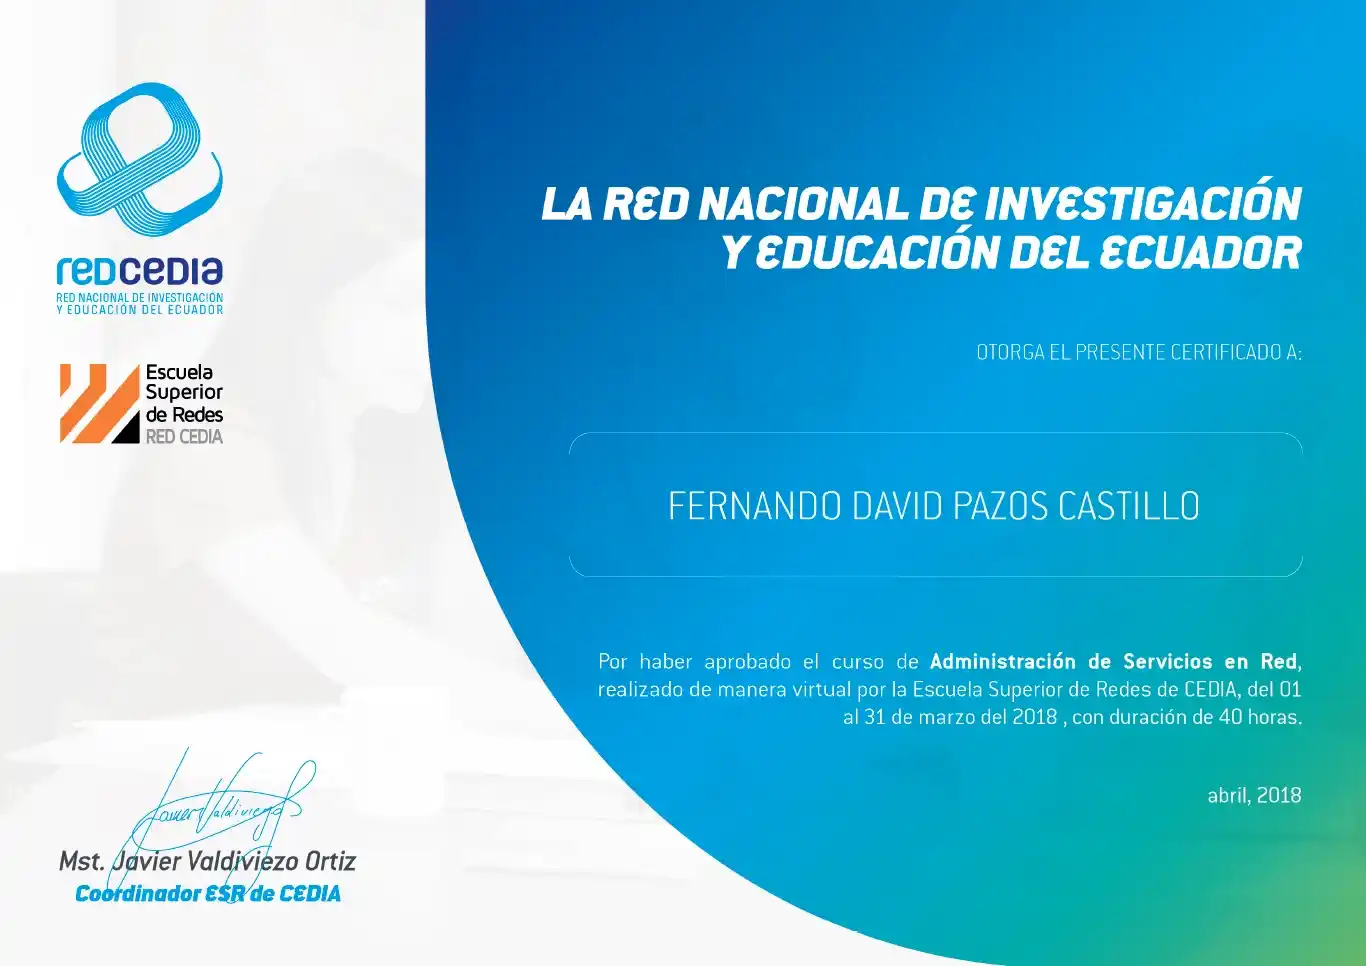 redCEDIA
RED NACIONAL DE INVESTIGACIÓN
Y EDUCACIÓN DEL ECUADOR
Escuela
Superior
de Redes
RED CEDIA
LA RED NACIONAL DE INVESTIGACIÓN
Y EDUCACIÓN DEL ECUADOR
OTORGA EL PRESENTE CERTIFICADO A:
FERNANDO DAVID PAZOS CASTILLO
Por haber aprobado el curso de Administración de Servicios en Red,
realizado de manera virtual por la Escuela Superior de Redes de CEDIA, del 01
al 31 de marzo del 2018 , con duración de 40 horas.
abril, 2018
Javier Valdiviezo
Mst. Javier Valdiviezo Ortiz
Coordinador ESR de CEDIA